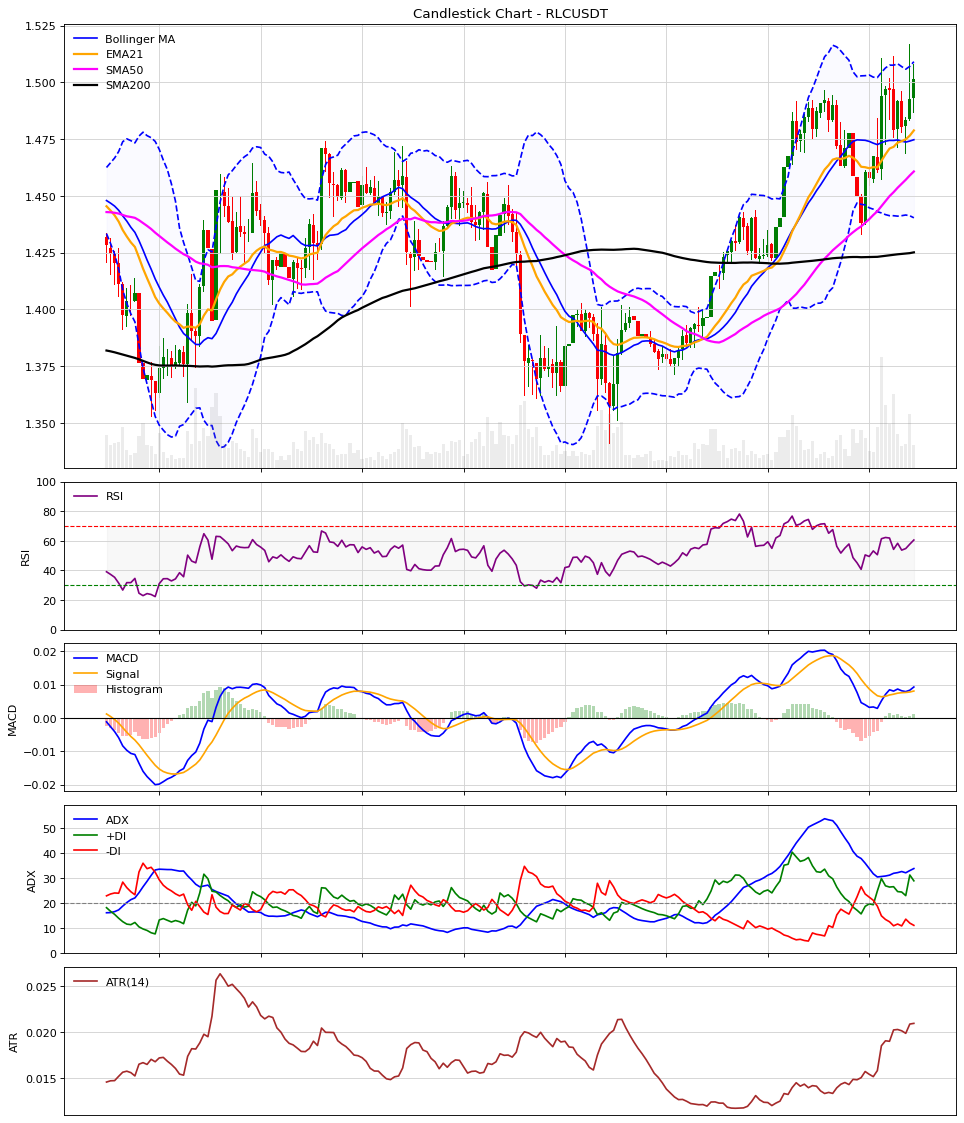 Candlestick Chart - RLCUSDT
1.525
1.500
1.475
1.450
1.425
1.400
1.375
1.350
Bollinger MA
EMA21
SMA50
SMA200
RSI
100
80
60
40
20
0
RSI
MACD
0.02
0.01
0.00
−0.01
−0.02
MACD
Signal
Histogram
ADX
50
40
30
20
10
0
ADX
+DI
-DI
ATR
0.025
0.020
0.015
ATR(14)